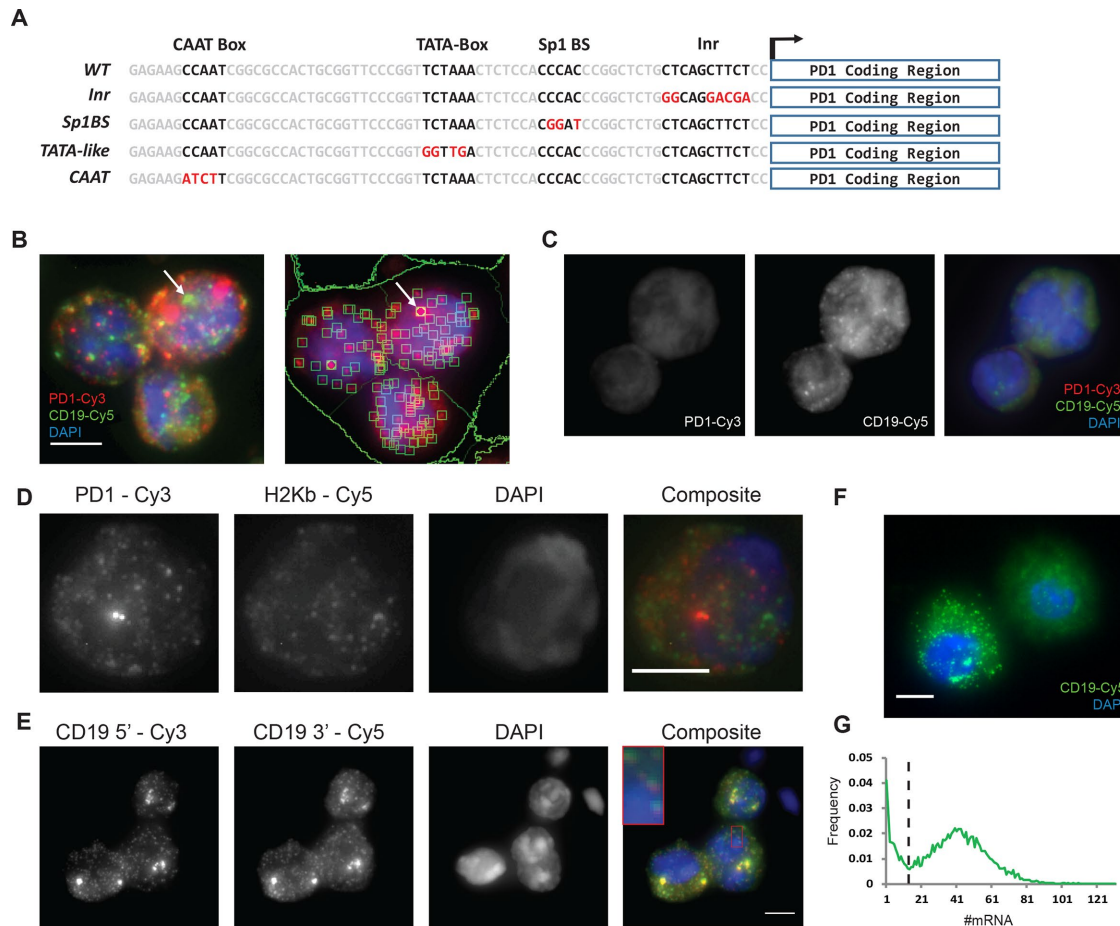 A
CAAT Box TATA-Box Sp1 BS Inr
WT GAGAAGCCAATCGGCGCCACTGCGGTTCCCGGTTCTAAACTCTCCACCCCACCCGGCTCTGCTCAGCTTCTCC PD1 Coding Region
Inr GAGAAGCCAATCGGCGCCACTGCGGTTCCCGGTTCTAAACTCTCCACCCCACCCGGCTCTGGGCAGGACGACC PD1 Coding Region
Sp1BS GAGAAGCCAATCGGCGCCACTGCGGTTCCCGGTTCTAAACTCTCCACGGATCCGGCTCTGCTCAGCTTCTCC PD1 Coding Region
TATA-like GAGAAGCCAATCGGCGCCACTGCGGTTCCCGGTGGTTGACTCTCCACCCCACCCGGCTCTGCTCAGCTTCTCC PD1 Coding Region
CAAT GAGAAGATCTTCGGCGCCACTGCGGTTCCCGGTTCTAAACTCTCCACCCCACCCGGCTCTGCTCAGCTTCTCC PD1 Coding Region
B
PD1-Cy3
CD19-Cy5
DAPI
C
PD1-Cy3
CD19-Cy5
PD1-Cy3
CD19-Cy5
DAPI
D
PD1 - Cy3 H2Kb - Cy5 DAPI Composite
E
CD19 5' - Cy3 CD19 3' - Cy5 DAPI Composite
F
CD19-Cy5
DAPI
G
Frequency
0.05
0.04
0.03
0.02
0.01
0
1 21 41 61 81 101 121
#mRNA